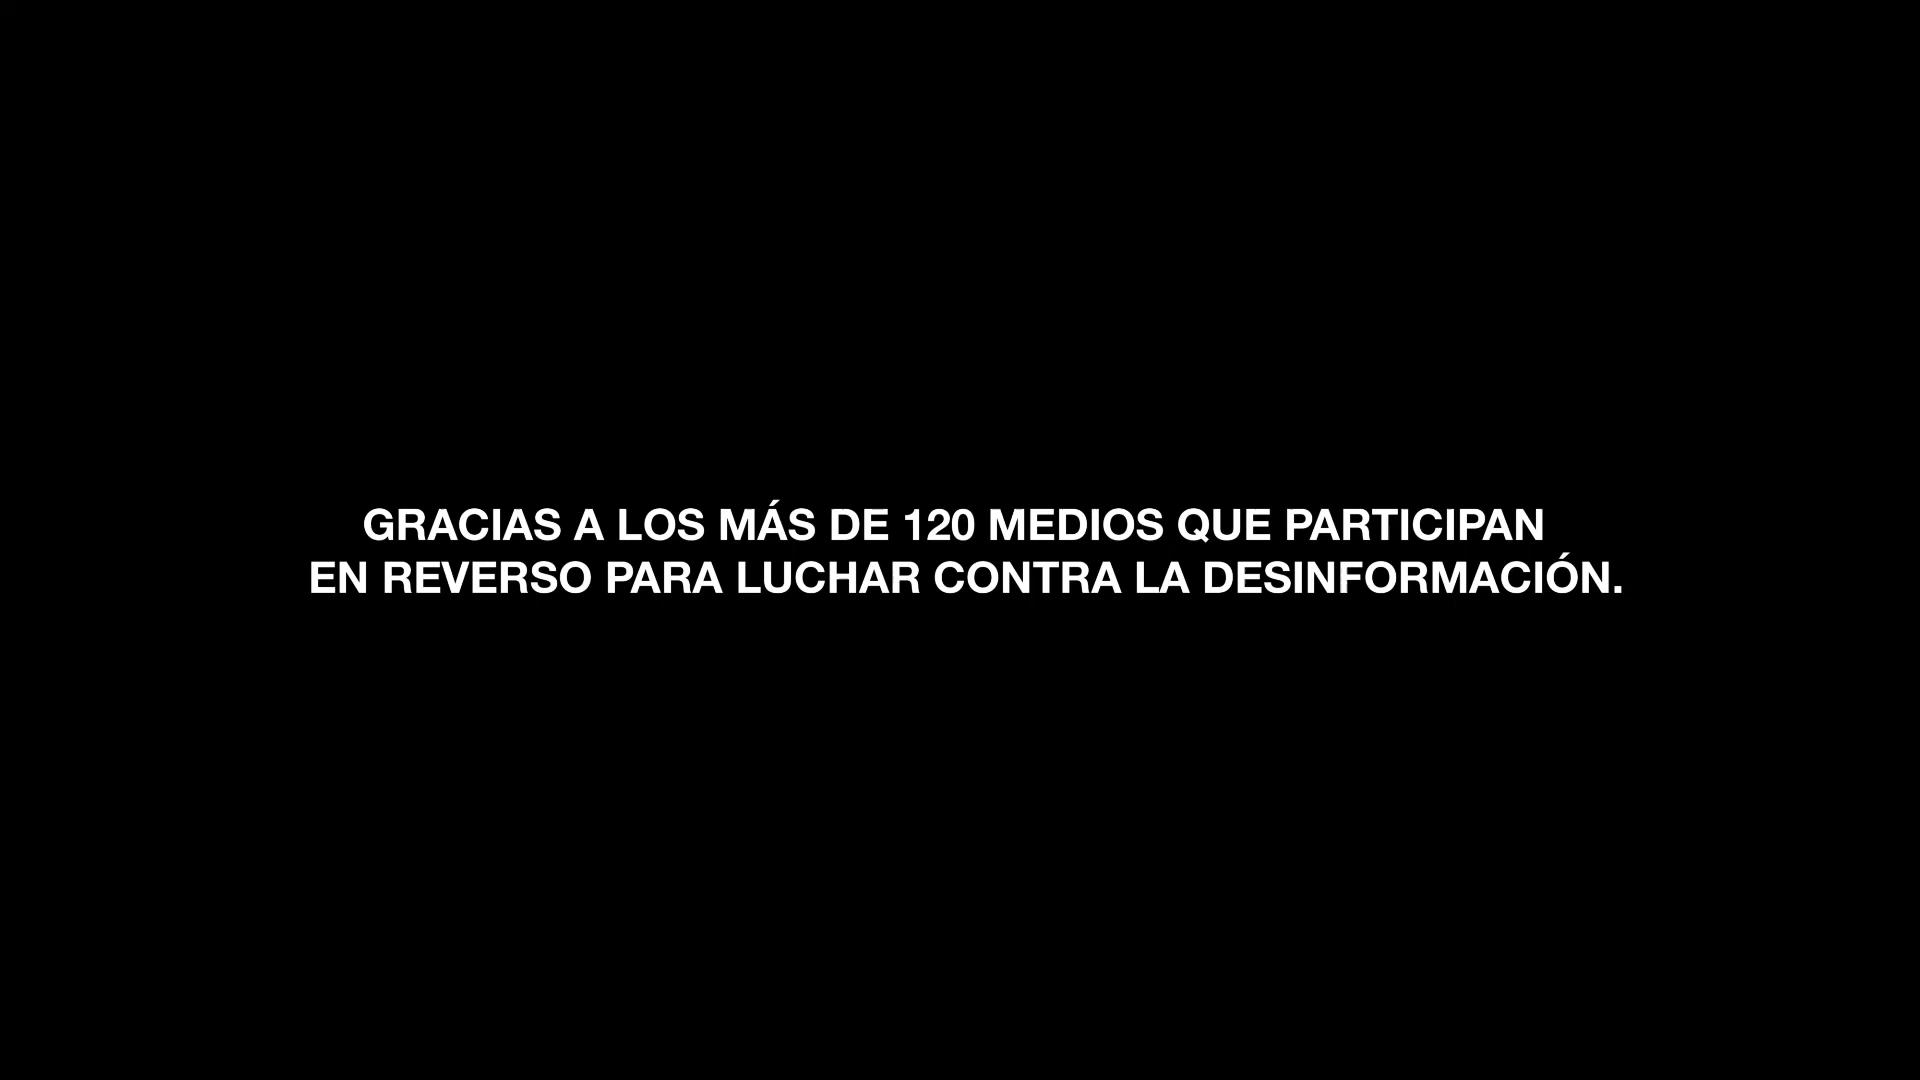 GRACIAS A LOS MÁS DE 120 MEDIOS QUE PARTICIPAN
EN REVERSO PARA LUCHAR CONTRA LA DESINFORMACIÓN.